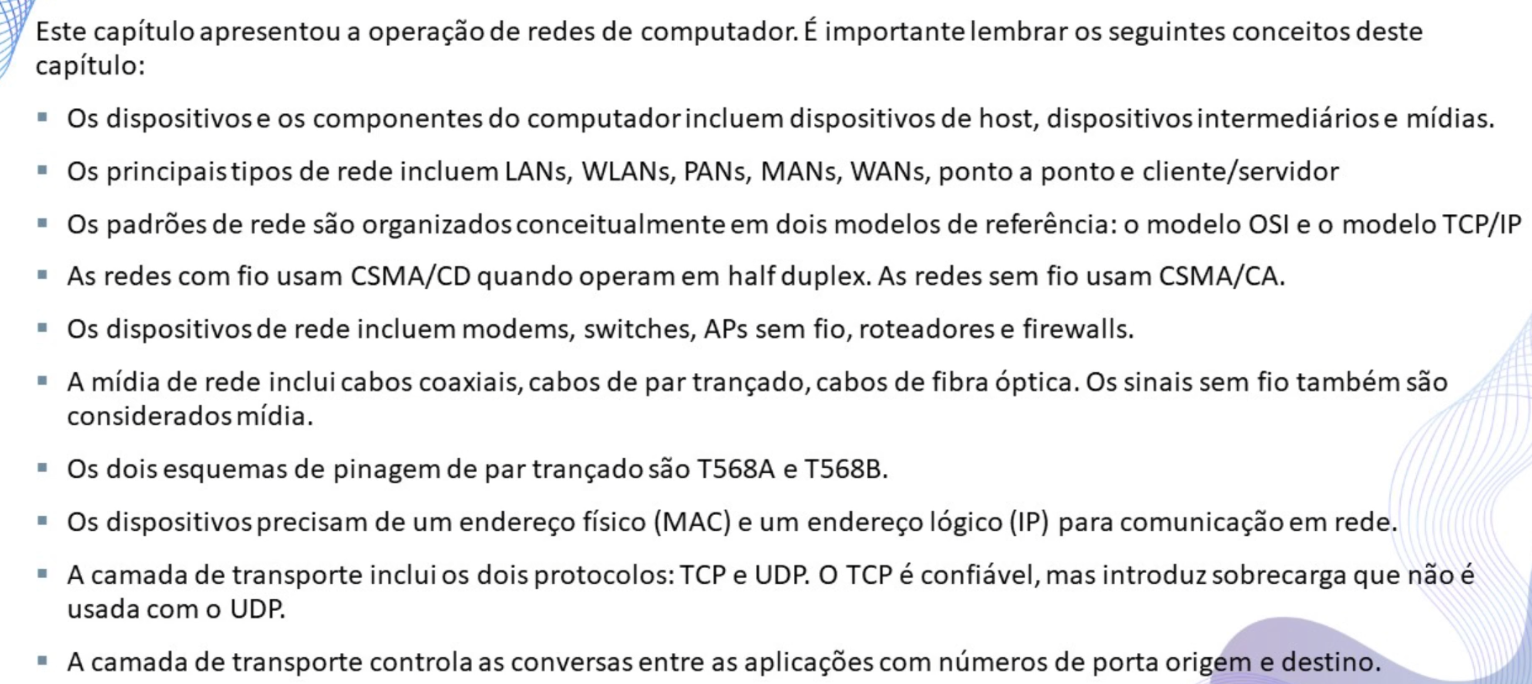 Este capítulo apresentou a operação de redes de computador. É importante lembrar os seguintes conceitos deste
capítulo:
▪ Os dispositivos e os componentes do computador incluem dispositivos de host, dispositivos intermediários e mídias.
▪ Os principais tipos de rede incluem LANs, WLANs, PANs, MANs, WANs, ponto a ponto e cliente/servidor
▪ Os padrões de rede são organizados conceitualmente em dois modelos de referência: o modelo OSI e o modelo TCP/IP
▪ As redes com fio usam CSMA/CD quando operam em half duplex. As redes sem fio usam CSMA/CA.
▪ Os dispositivos de rede incluem modems, switches, APs sem fio, roteadores e firewalls.
▪ A mídia de rede inclui cabos coaxiais, cabos de par trançado, cabos de fibra óptica. Os sinais sem fio também são
considerados mídia.
▪ Os dois esquemas de pinagem de par trançado são T568A e T568B.
▪ Os dispositivos precisam de um endereço físico (MAC) e um endereço lógico (IP) para comunicação em rede.
▪ A camada de transporte inclui os dois protocolos: TCP e UDP. O TCP é confiável, mas introduz sobrecarga que não é
usada com o UDP.
▪ A camada de transporte controla as conversas entre as aplicações com números de porta origem e destino.